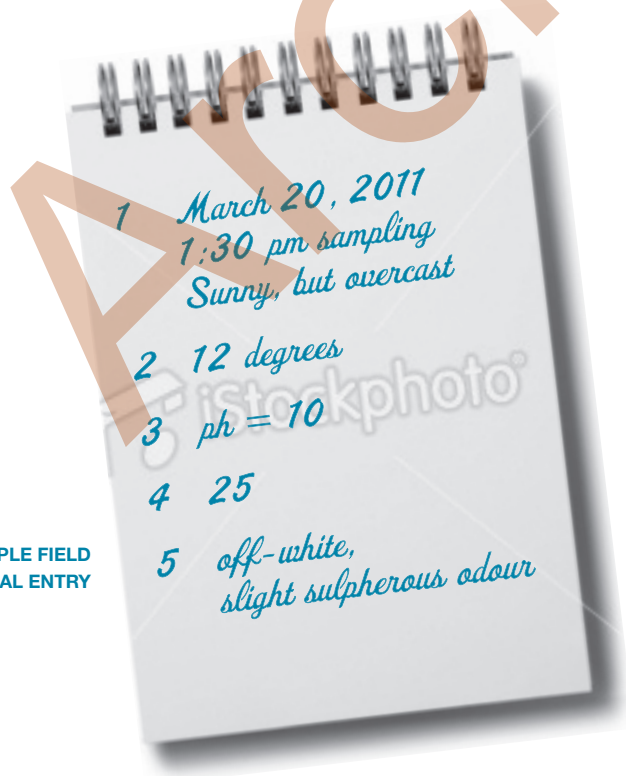 Arc
1 March 20, 2011
1:30 pm sampling
Sunny, but overcast
2 12 degrees
iStockphoto
3 ph = 10
4 25
PLE FIELD
AL ENTRY
5 off-white,
slight sulpherous odour